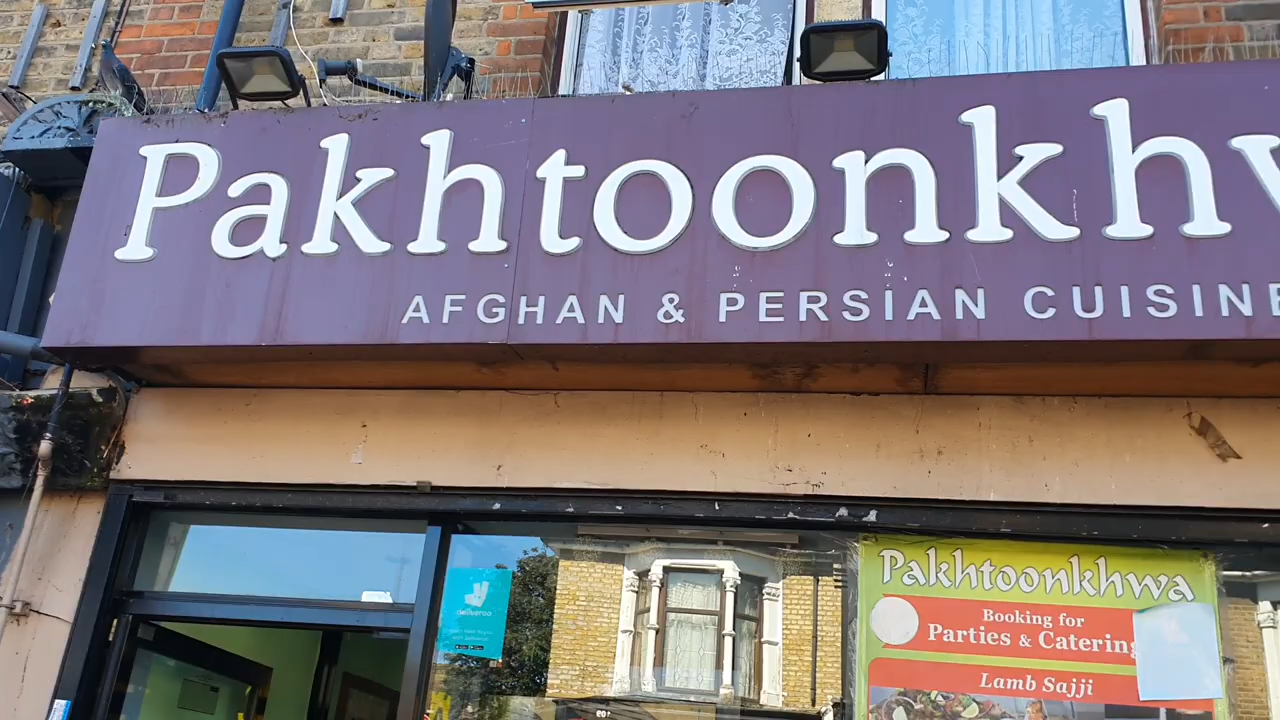 Pakhtoonkhw
AFGHAN & PERSIAN CUISINE
deliveroo
Pakhtoonkhwa
Booking for
Parties & Catering
Lamb Sajji